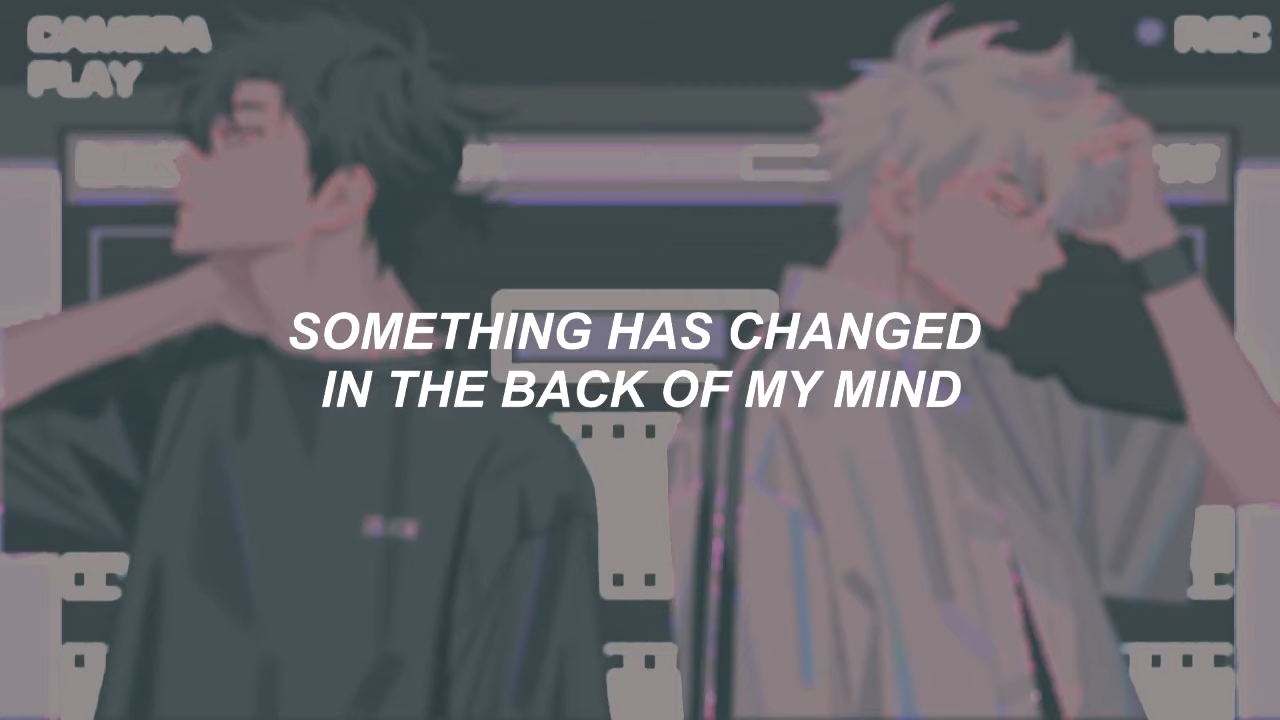 CAMERA
PLAY
REC
SOMETHING HAS CHANGED
IN THE BACK OF MY MIND